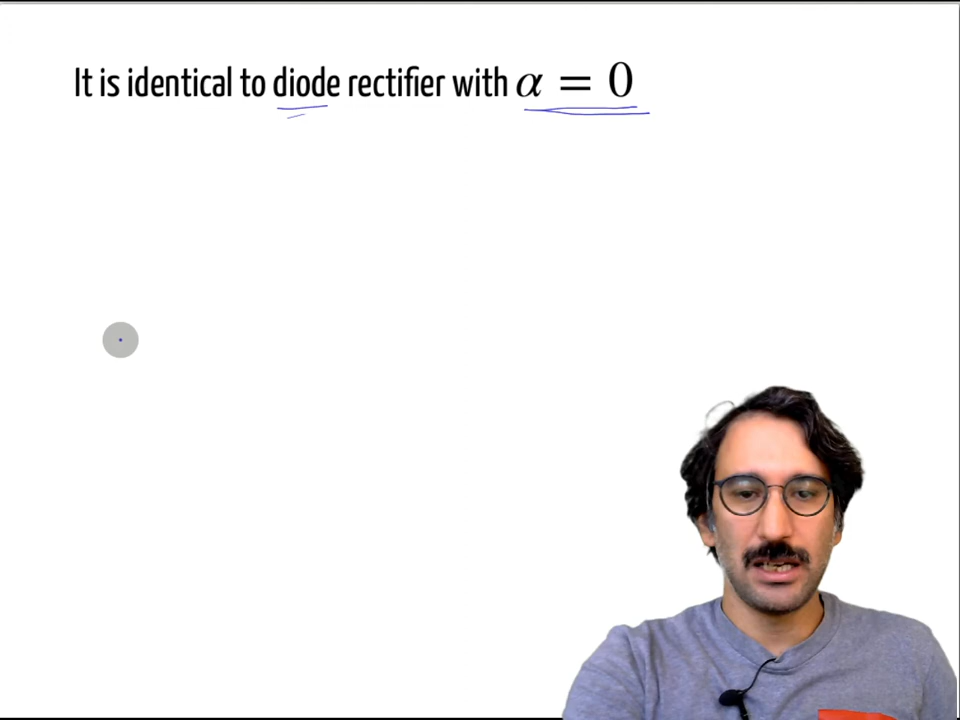 It is identical to diode rectifier with α = 0